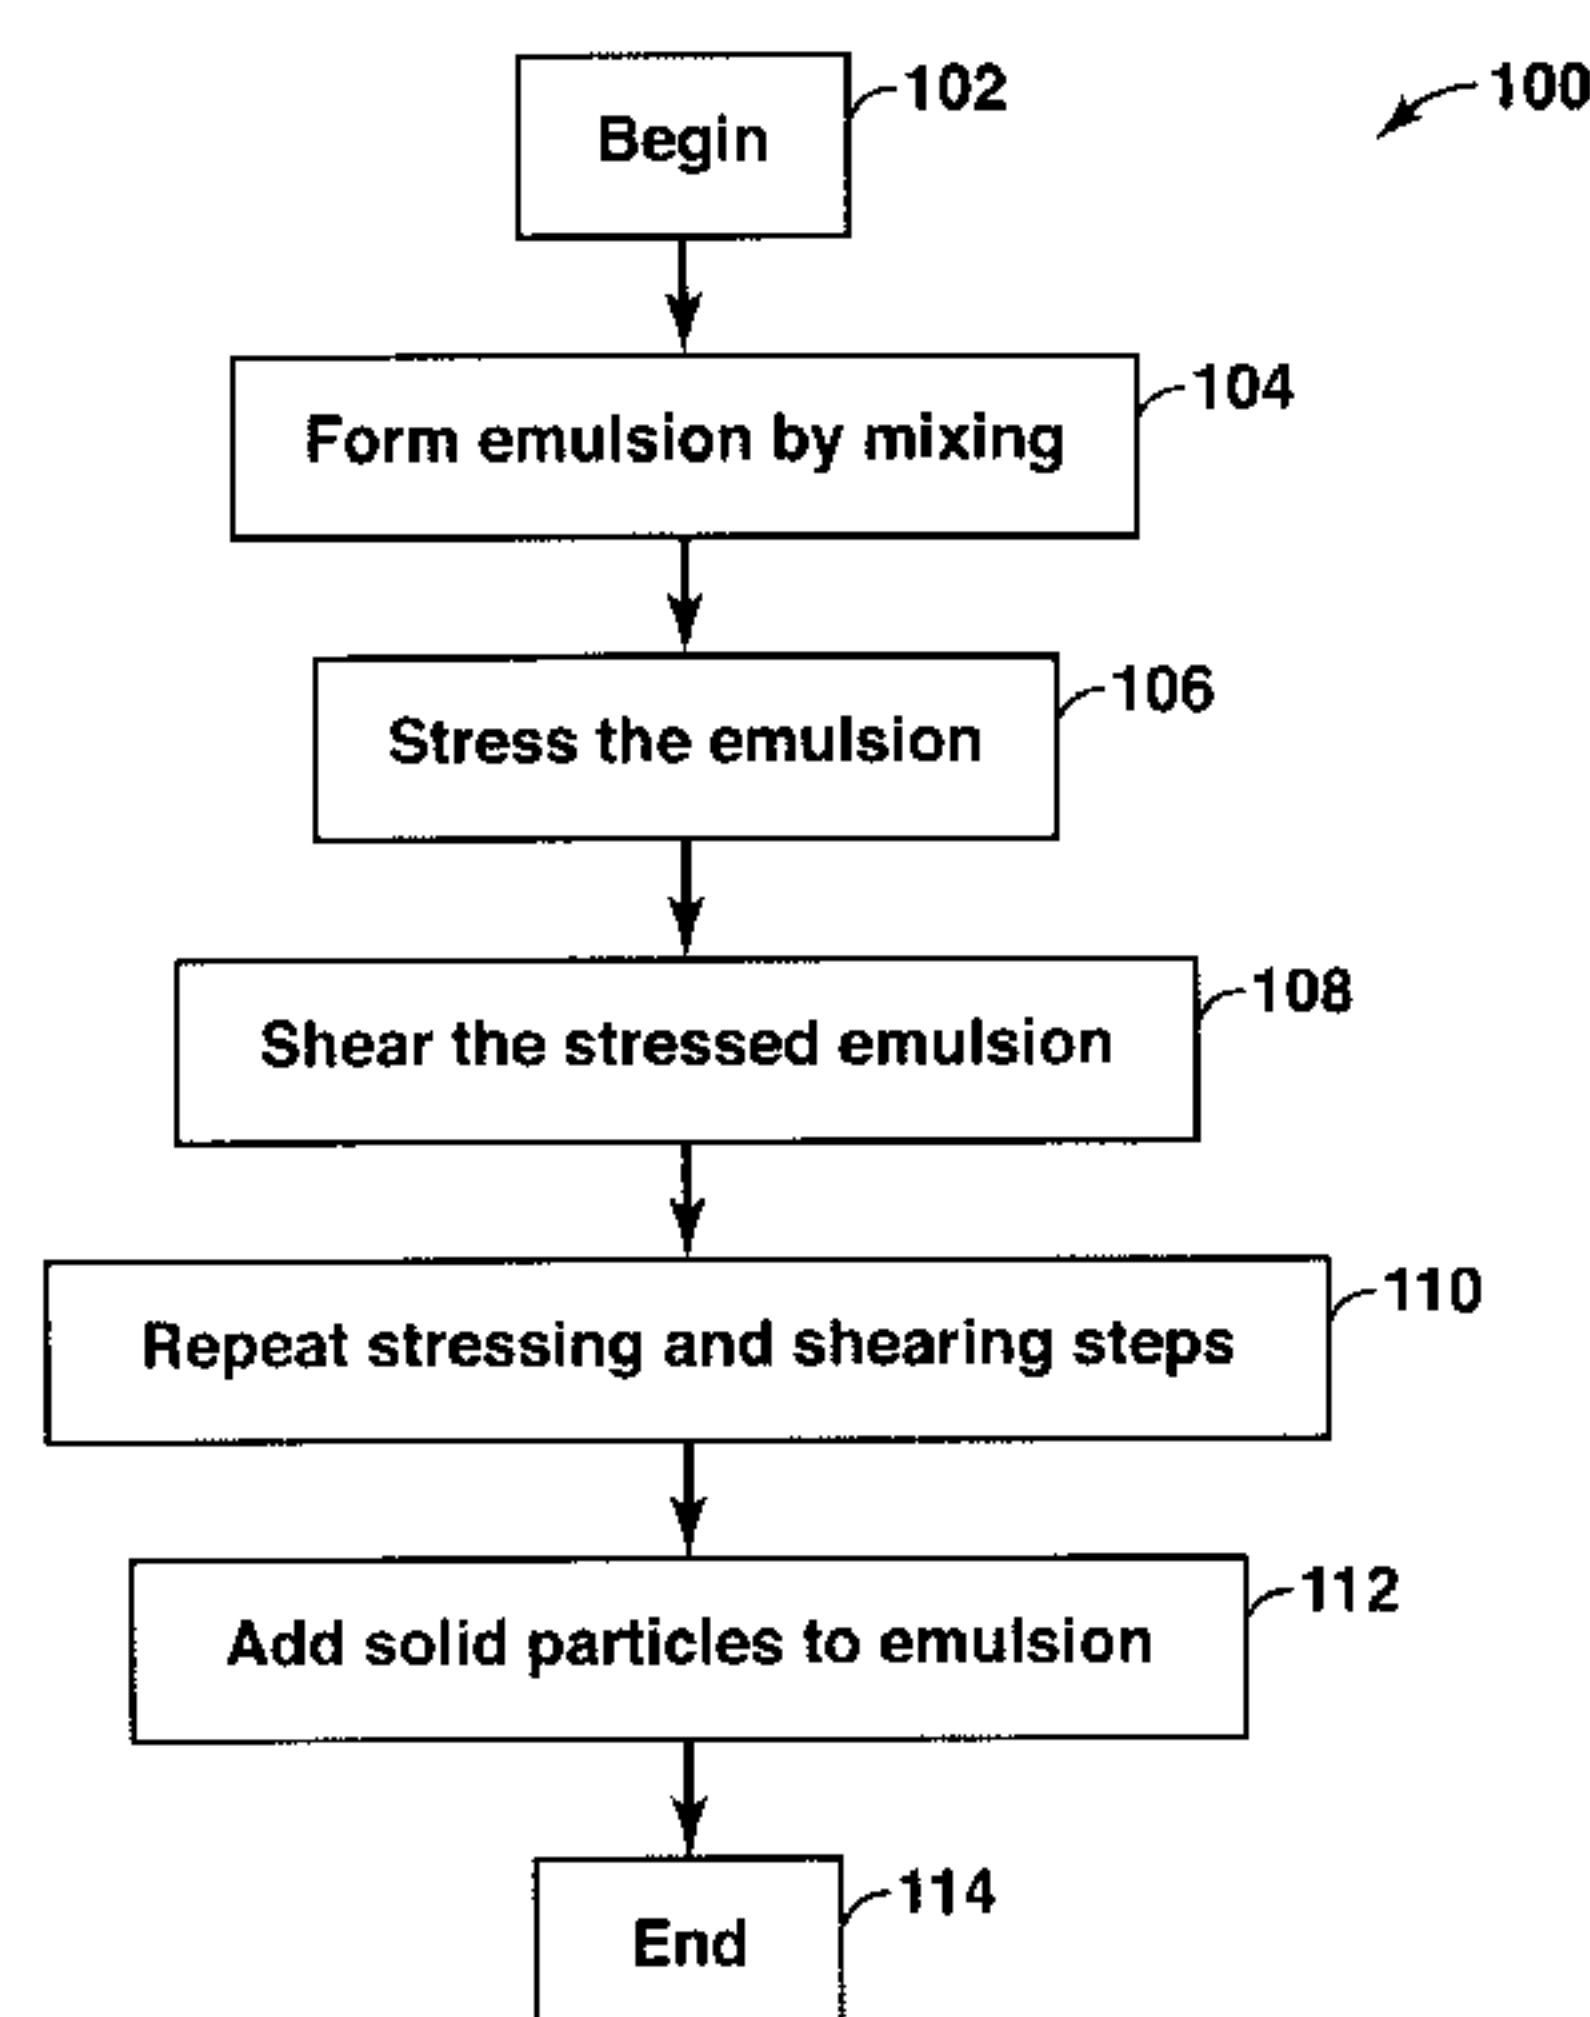 100
Begin
102
Form emulsion by mixing
104
Stress the emulsion
106
Shear the stressed emulsion
108
Repeat stressing and shearing steps
110
Add solid particles to emulsion
112
End
114